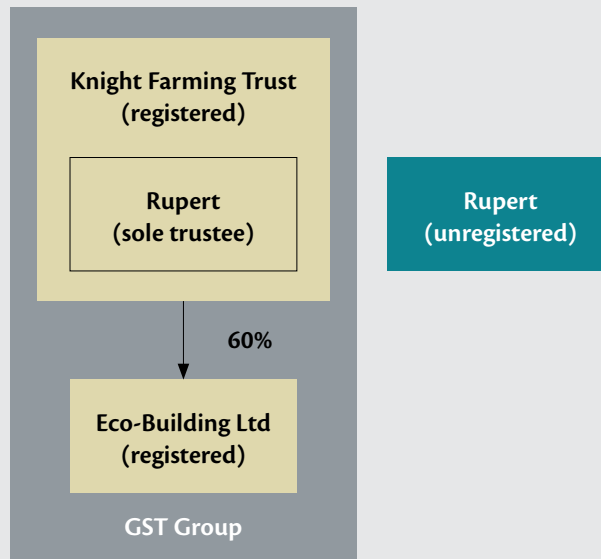 Knight Farming Trust
(registered)
Rupert
(sole trustee)
Rupert
(unregistered)
60%
Eco-Building Ltd
(registered)
GST Group